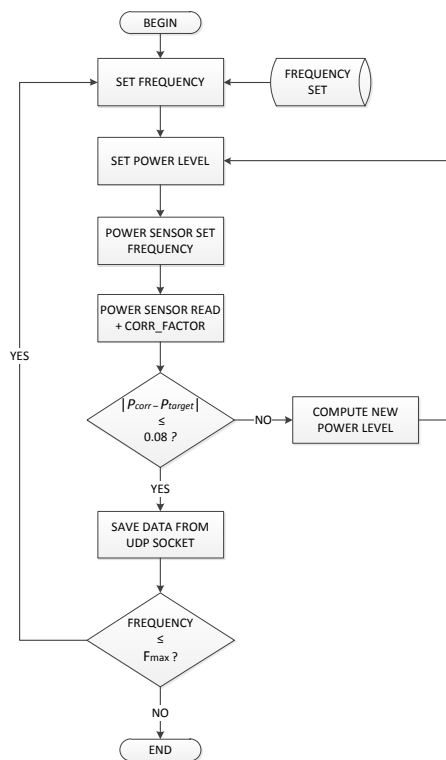 BEGIN
SET FREQUENCY
FREQUENCY
SET
SET POWER LEVEL
POWER SENSOR SET
FREQUENCY
POWER SENSOR READ
+ CORR_FACTOR
YES
|Pcorr – Ptarget|
≤
0.08 ?
NO
COMPUTE NEW
POWER LEVEL
YES
SAVE DATA FROM
UDP SOCKET
FREQUENCY
≤
Fmax ?
NO
END